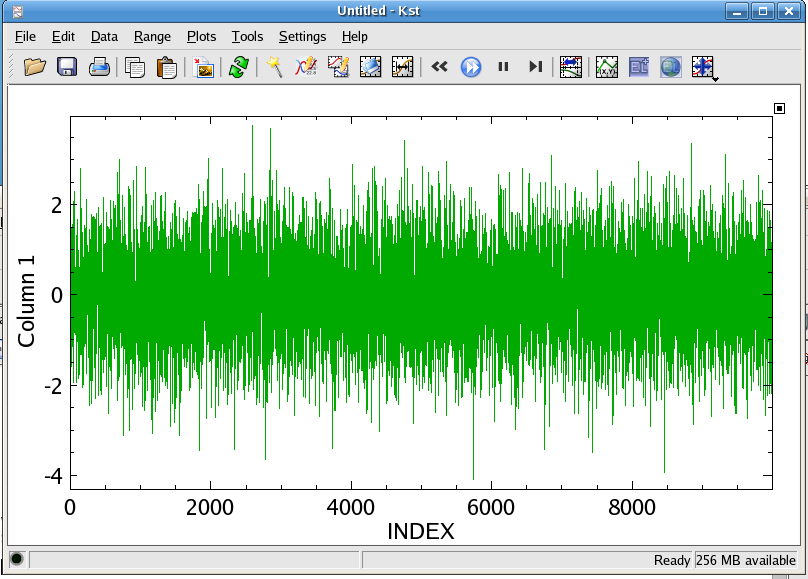 Untitled - Kst
File Edit Data Range Plots Tools Settings Help
2
0
-2
-4
Column 1
0 2000 4000 6000 8000
INDEX
Ready 256 MB available